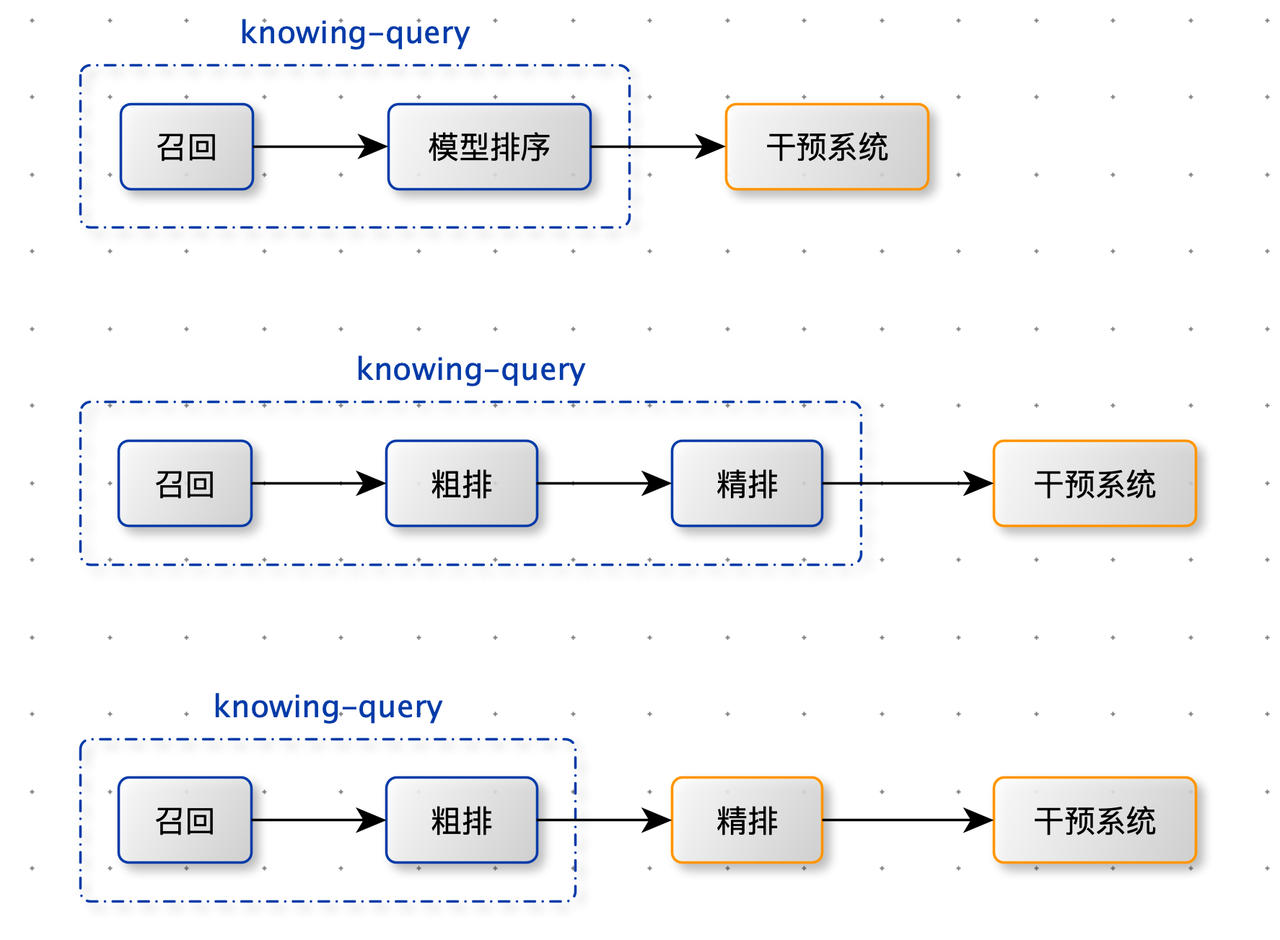 knowing-query
召回
模型排序
干预系统
knowing-query
召回
粗排
精排
干预系统
knowing-query
召回
粗排
精排
干预系统